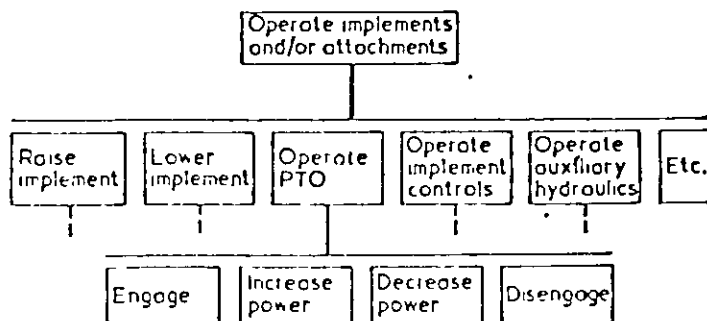 Operate implements
and/or attachments
Raise
implement
Lower
implement
Operate
PTO
Operate
implement
controls
Operate
auxiliary
hydraulics
Etc.
Engage
Increase
power
Decrease
power
Disengage